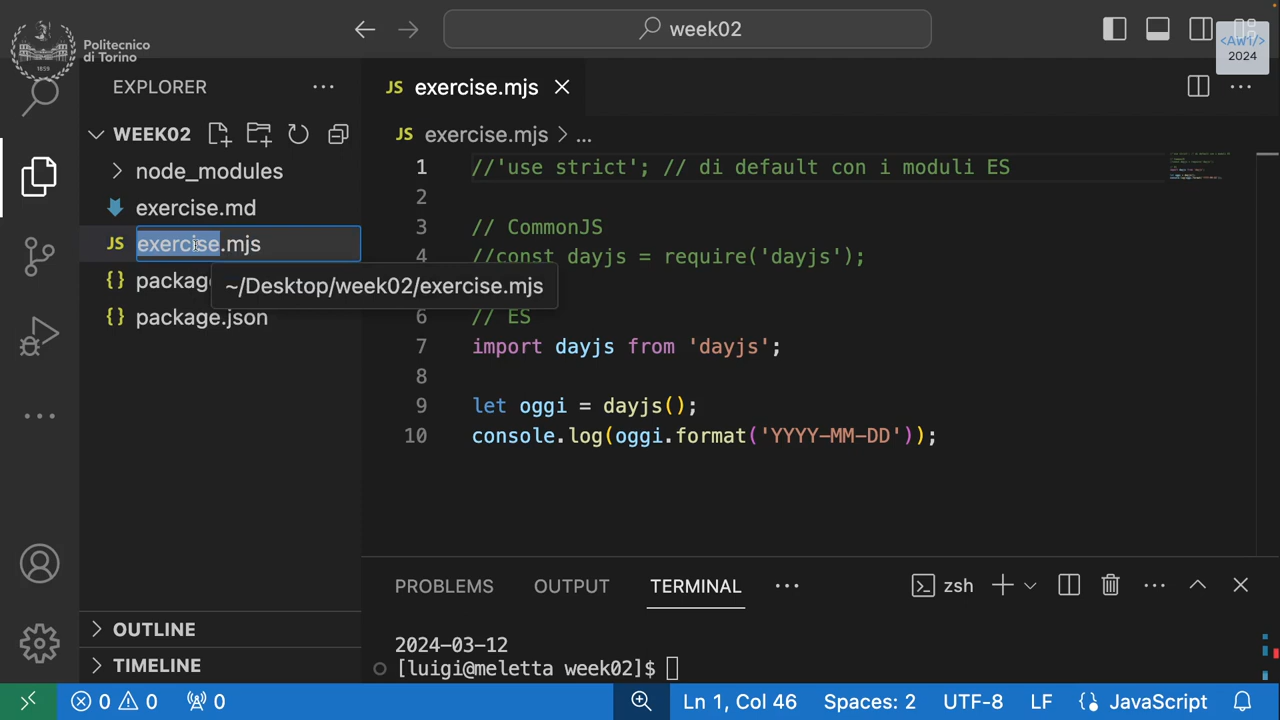 week02
Politecnico
di Torino
1859
<Aw1/>
2024
EXPLORER
JS exercise.mjs
WEEK02
JS exercise.mjs > ...
node_modules
exercise.md
JS exercise.mjs
{} packag
~/Desktop/week02/exercise.mjs
{} package.json
1 //'use strict'; // di default con i moduli ES
2
3 // CommonJS
4 //const dayjs = require('dayjs');
6 // ES
7 import dayjs from 'dayjs';
8
9 let oggi = dayjs();
10 console.log(oggi.format('YYYY-MM-DD'));
PROBLEMS OUTPUT TERMINAL ... zsh
2024-03-12
[luigi@meletta week02]$
OUTLINE
TIMELINE
0 0 0 Ln 1, Col 46 Spaces: 2 UTF-8 LF {} JavaScript